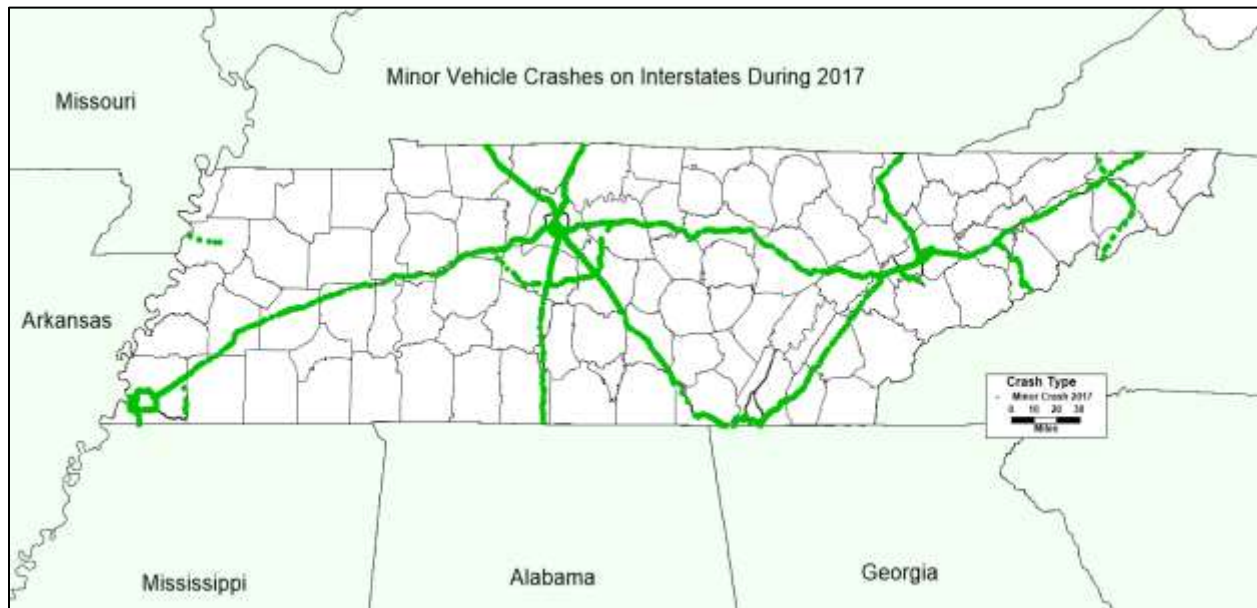 Minor Vehicle Crashes on Interstates During 2017
Missouri
Arkansas
Crash Type
Minor Crash 2017
0 10 20 30
Miles
Mississippi
Alabama
Georgia